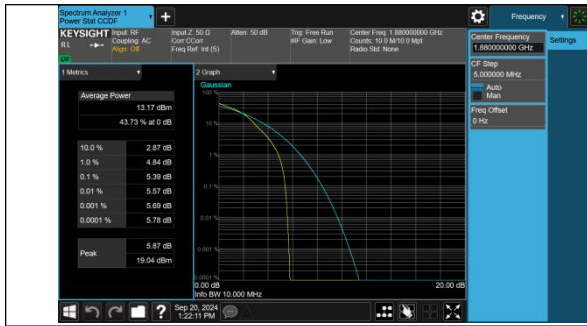 Spectrum Analyzer 1
Power Stat CCDF
Frequency
KEYSIGHT
Input: RF
Input Z: 50 Ω
Atten: 50 dB
Trig: Free Run
Center Freq: 1.880000000 GHz
R L
Coupling: AC
Corr CCorr
#IF Gain: Low
Counts: 10.0 M/10.0 Mpt
Align: Off
Freq Ref: Int (S)
Radio Std: None
Center Frequency
1.880000000 GHz
Settings
CF Step
5.000000 MHz
Auto
Man
Freq Offset
0 Hz
1 Metrics
2 Graph
Gaussian
Average Power
13.17 dBm
43.73 % at 0 dB
10.0 % 2.87 dB
1.0 % 4.84 dB
0.1 % 5.39 dB
0.01 % 5.57 dB
0.001 % 5.69 dB
0.0001 % 5.78 dB
Peak
5.87 dB
19.04 dBm
100 %
10 %
1 %
0.1 %
0.01 %
0.001 %
0.0001 %
0.00 dB
20.00 dB
Info BW 10.000 MHz
?
Sep 20, 2024
1:22:11 PM